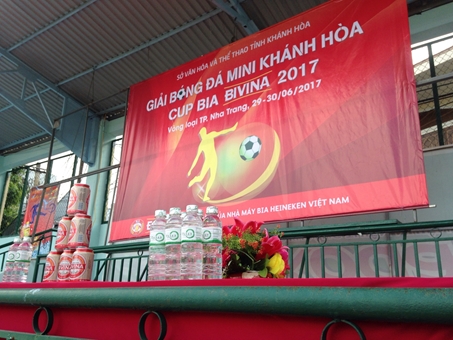 SỞ VĂN HÓA VÀ THỂ THAO TỈNH KHÁNH HÒA
GIẢI BÓNG ĐÁ MINI KHÁNH HÒA
CUP BIA BIVINA 2017
Vòng loại TP. Nha Trang, 29-30/06/2017
NHÀ MÁY BIA HEINEKEN VIỆT NAM